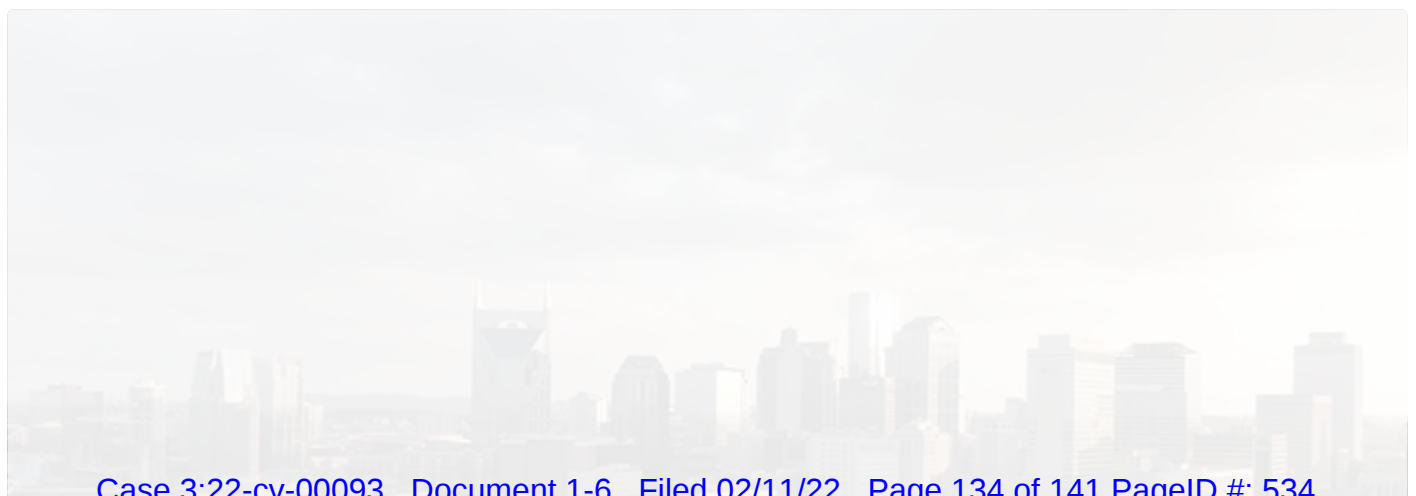 Case 3:22-cv-00093 Document 1-6 Filed 02/11/22 Page 134 of 141 PageID #: 534